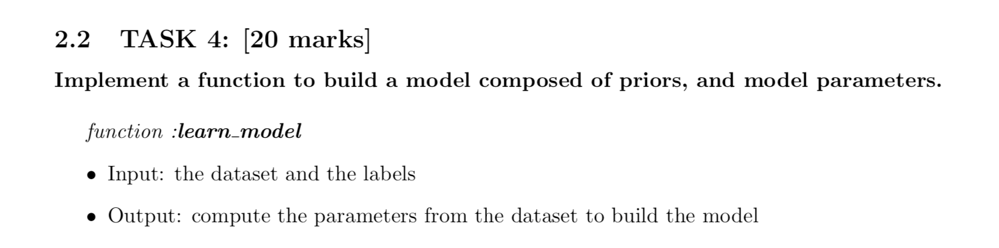 2.2 TASK 4: [20 marks]
Implement a function to build a model composed of priors, and model parameters.
function :learn_model
• Input: the dataset and the labels
• Output: compute the parameters from the dataset to build the model